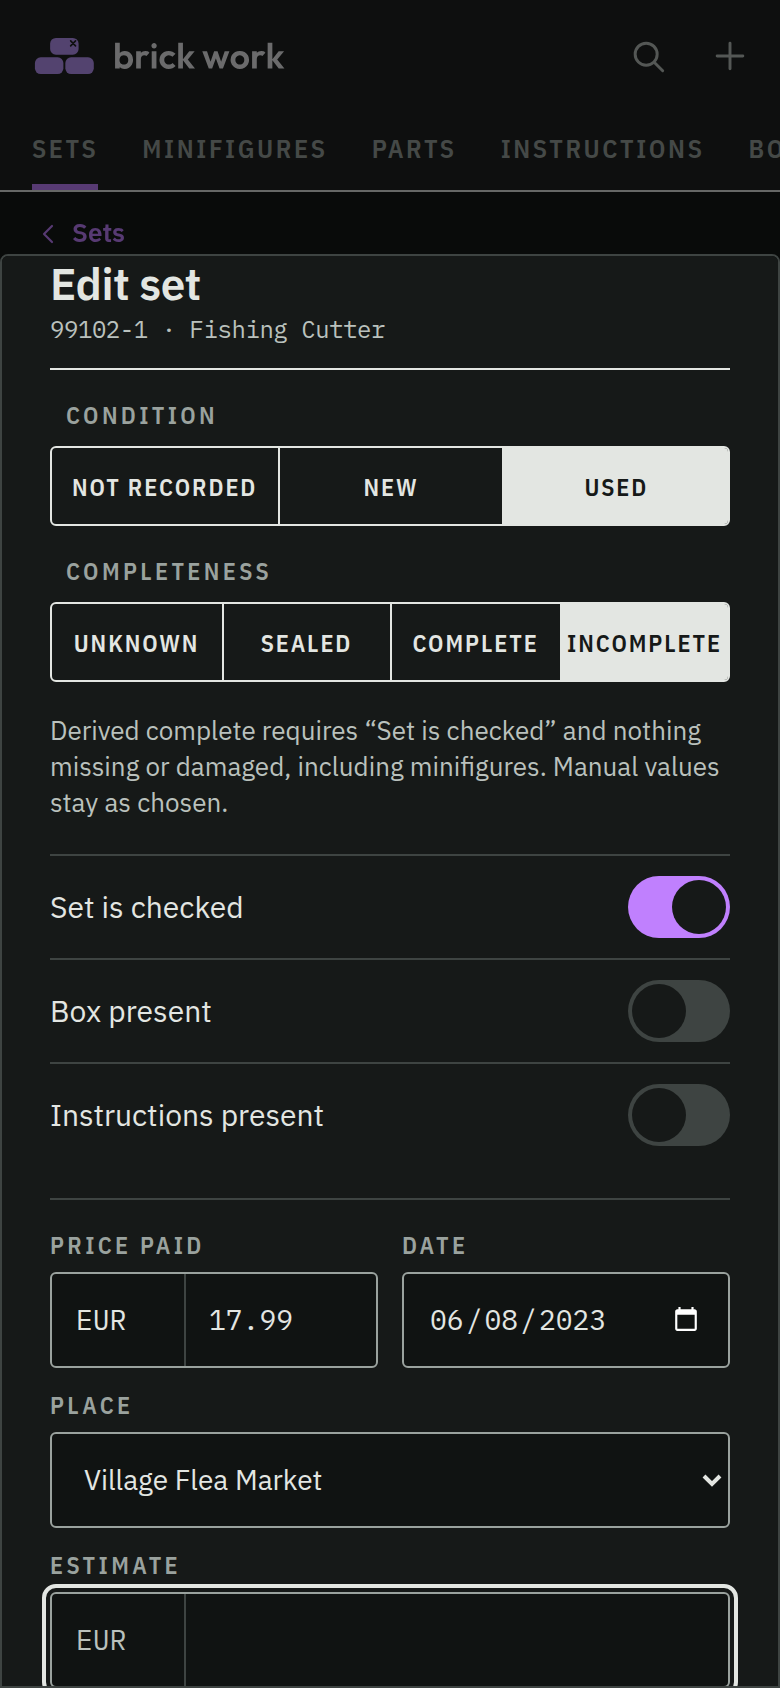 brick work
SETS MINIFIGURES PARTS INSTRUCTIONS BO
Sets
Edit set
99102-1 · Fishing Cutter
CONDITION
NOT RECORDED NEW USED
COMPLETENESS
UNKNOWN SEALED COMPLETE INCOMPLETE
Derived complete requires “Set is checked” and nothing
missing or damaged, including minifigures. Manual values
stay as chosen.
Set is checked
Box present
Instructions present
PRICE PAID DATE
EUR 17.99 06/08/2023
PLACE
Village Flea Market
ESTIMATE
EUR